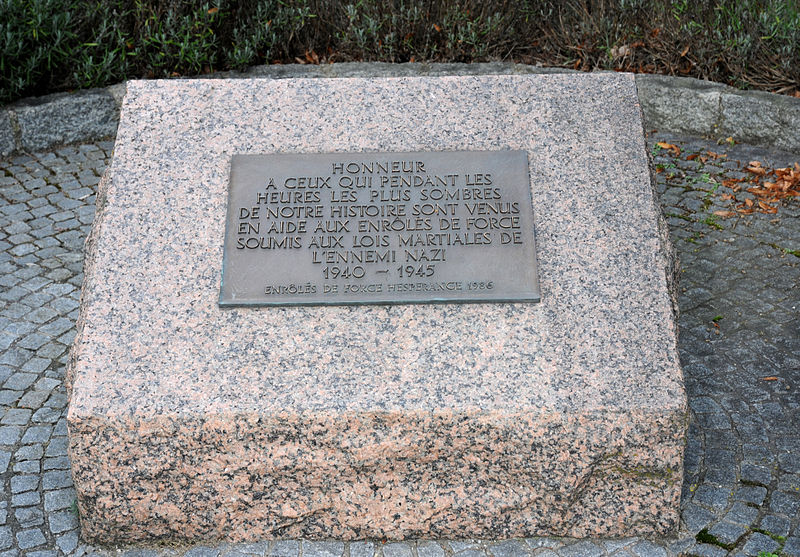 HONNEUR
A CEUX QUI PENDANT LES
HEURES LES PLUS SOMBRES
DE NOTRE HISTOIRE SONT VENUS
EN AIDE AUX ENRÔLÉS DE FORCE
SOUMIS AUX LOIS MARTIALES DE
L'ENNEMI NAZI
1940 - 1945
ENRÔLÉS DE FORCE HESPERANGE 1986